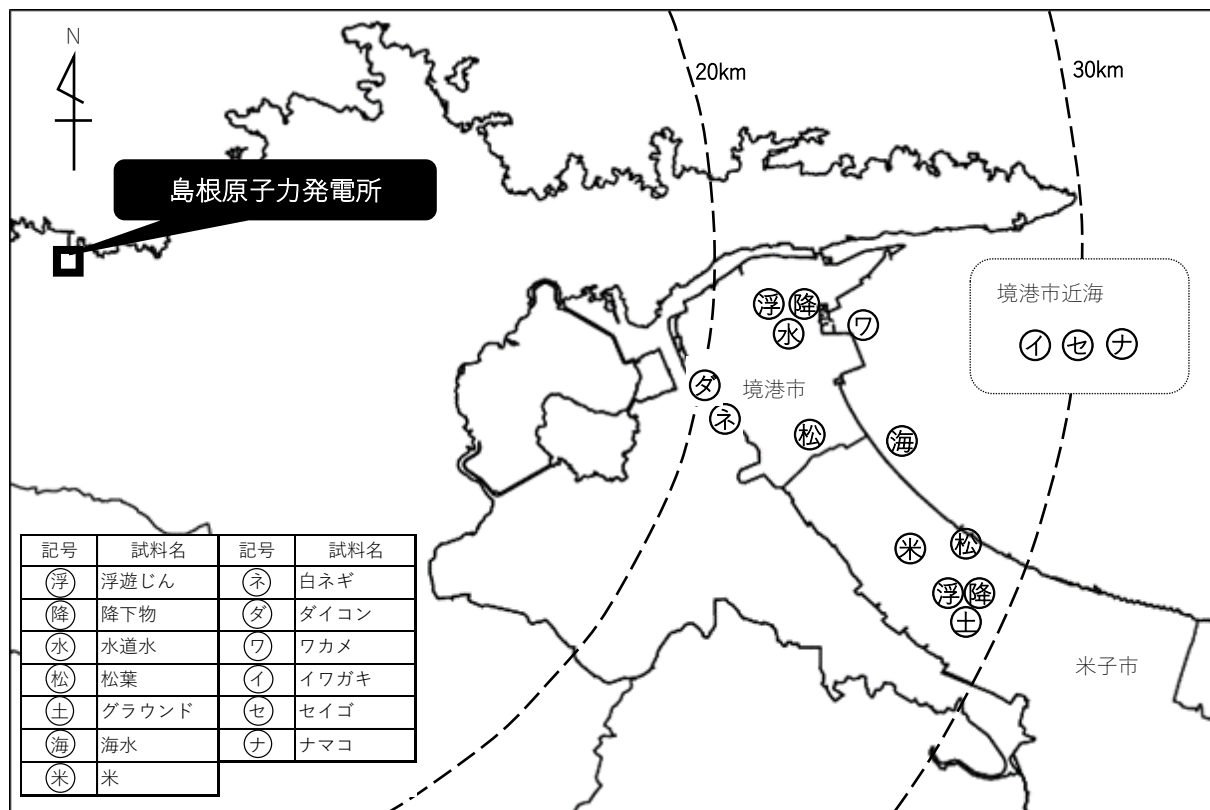 N
20km
30km
島根原子力発電所
境港市近海
イ セ ナ
浮 降
水
ワ
ダ
境港市
ネ
松
海
米
松
浮 降
土
米子市
記号 試料名 記号 試料名
浮 浮遊じん ネ 白ネギ
降 降下物 ダ ダイコン
水 水道水 ワ ワカメ
松 松葉 イ イワガキ
土 グラウンド セ セイゴ
海 海水 ナ ナマコ
米 米